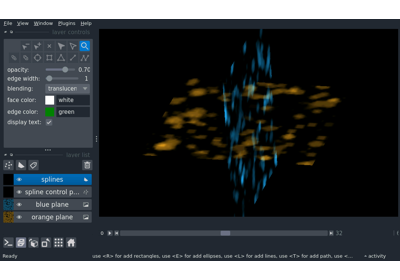 File View Window Plugins Help
layer controls
opacity: 0.70
edge width: 1
blending: translucen
face color: white
edge color: green
display text:
layer list
splines
spline control p...
blue plane
orange plane
0 32
Ready use <R> for add rectangles, use <E> for add ellipses, use <L> for add lines, use <T> for add path, use <... activity